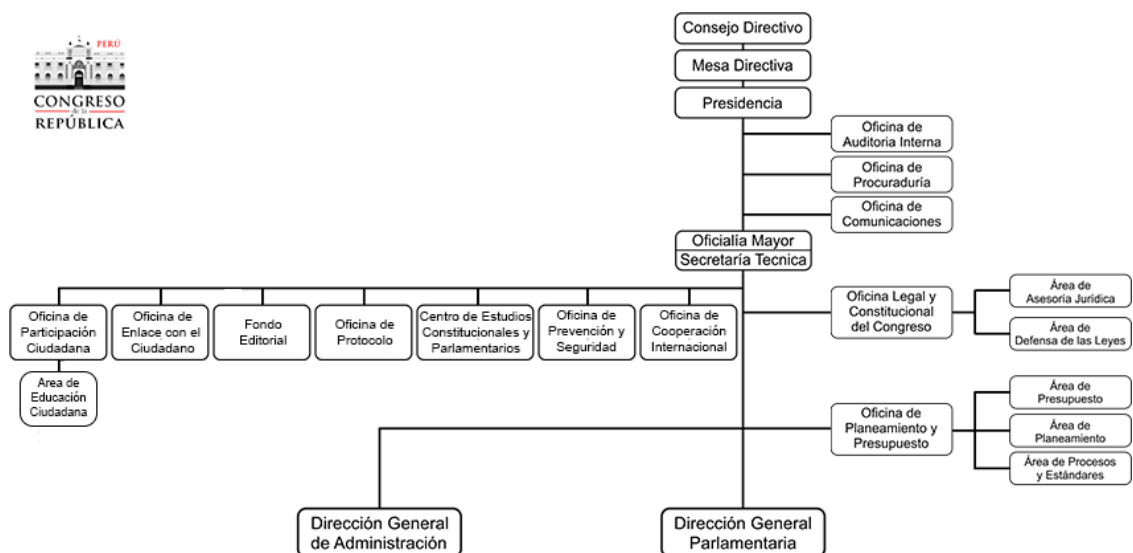 PERÚ
CONGRESO
de la
REPÚBLICA
Consejo Directivo
Mesa Directiva
Presidencia
Oficina de
Auditoria Interna
Oficina de
Procuraduría
Oficina de
Comunicaciones
Oficialía Mayor
Secretaría Tecnica
Oficina de
Participación
Ciudadana
Oficina de
Enlace con el
Ciudadano
Fondo
Editorial
Oficina de
Protocolo
Centro de Estudios
Constitucionales y
Parlamentarios
Oficina de
Prevención y
Seguridad
Oficina de
Cooperación
Internacional
Area de
Educación
Ciudadana
Oficina Legal y
Constitucional
del Congreso
Área de
Asesoría Jurídica
Área de
Defensa de las Leyes
Oficina de
Planeamiento y
Presupuesto
Área de
Presupuesto
Área de
Planeamiento
Área de Procesos
y Estándares
Dirección General
de Administración
Dirección General
Parlamentaria